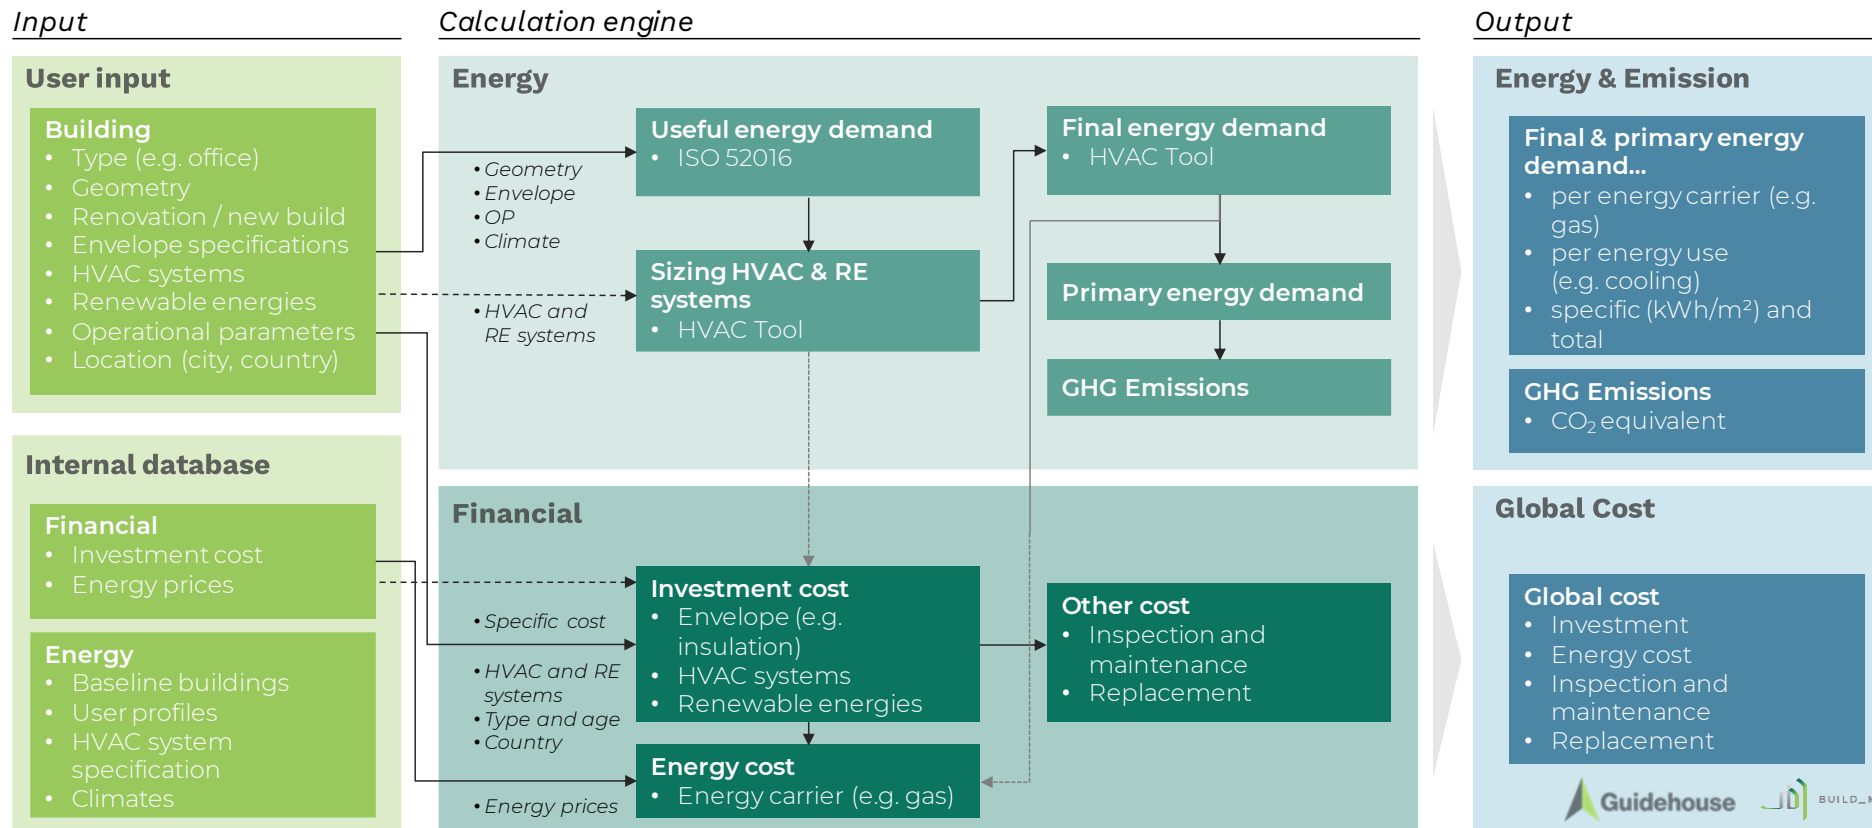 Input
User input
Building
• Type (e.g. office)
• Geometry
• Renovation / new build
• Envelope specifications
• HVAC systems
• Renewable energies
• Operational parameters
• Location (city, country)
Internal database
Financial
• Investment cost
• Energy prices
Energy
• Baseline buildings
• User profiles
• HVAC system
specification
• Climates
Calculation engine
Energy
• Geometry
• Envelope
• OP
• Climate
• HVAC and
RE systems
Useful energy demand
• ISO 52016
Sizing HVAC & RE
systems
• HVAC Tool
Final energy demand
• HVAC Tool
Primary energy demand
GHG Emissions
Financial
• Specific cost
• HVAC and RE
systems
• Type and age
• Country
• Energy prices
Investment cost
• Envelope (e.g.
insulation)
• HVAC systems
• Renewable energies
Energy cost
• Energy carrier (e.g. gas)
Other cost
• Inspection and
maintenance
• Replacement
Output
Energy & Emission
Final & primary energy
demand...
• per energy carrier (e.g.
gas)
• per energy use
(e.g. cooling)
• specific (kWh/m²) and
total
GHG Emissions
• CO₂ equivalent
Global Cost
Global cost
• Investment
• Energy cost
• Inspection and
maintenance
• Replacement
Guidehouse